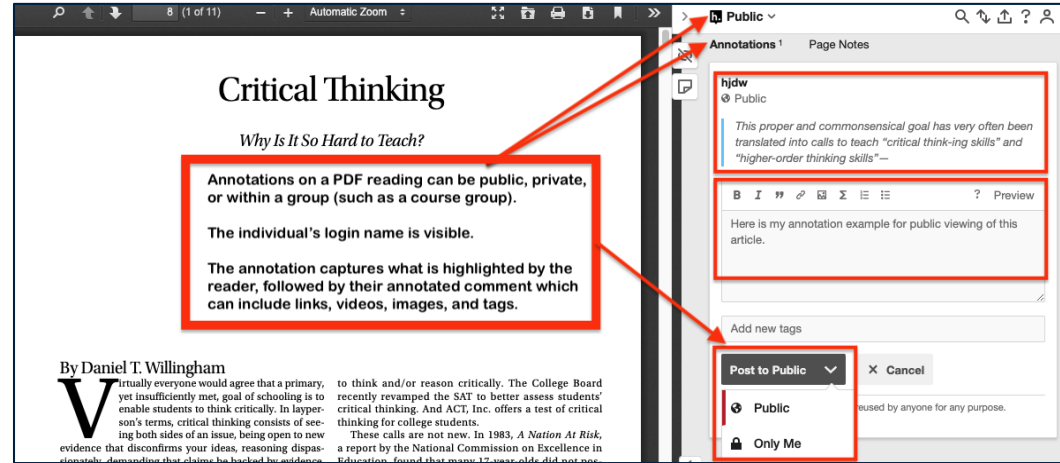 8 (1 of 11) — + Automatic Zoom
Critical Thinking
Why Is It So Hard to Teach?
Annotations on a PDF reading can be public, private,
or within a group (such as a course group).
The individual's login name is visible.
The annotation captures what is highlighted by the
reader, followed by their annotated comment which
can include links, videos, images, and tags.
By Daniel T. Willingham
Virtually everyone would agree that a primary,
yet insufficiently met, goal of schooling is to
enable students to think critically. In layper-
son's terms, critical thinking consists of see-
ing both sides of an issue, being open to new
evidence that disconfirms your ideas, reasoning dispas-
sionately, demanding that claims be backed by evidence,
to think and/or reason critically. The College Board
recently revamped the SAT to better assess students'
critical thinking. And ACT, Inc. offers a test of critical
thinking for college students.
These calls are not new. In 1983, A Nation At Risk,
a report by the National Commission on Excellence in
Education, found that many 17-year-olds did not pos-
h. Public
Annotations 1 Page Notes
hjdw
Public
This proper and commonsensical goal has very often been
translated into calls to teach "critical think-ing skills" and
"higher-order thinking skills"—
B I " Σ ? Preview
Here is my annotation example for public viewing of this
article.
Add new tags
Post to Public X Cancel
reused by anyone for any purpose.
Public
Only Me